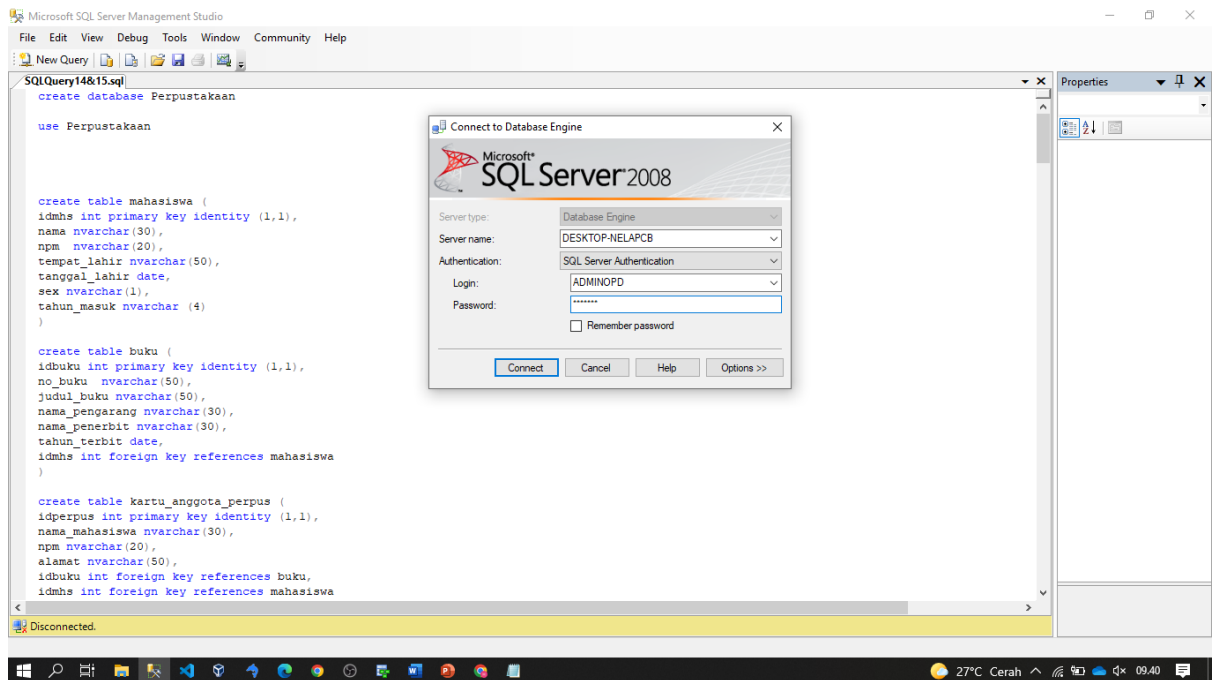 Microsoft SQL Server Management Studio
File Edit View Debug Tools Window Community Help
New Query
SQLQuery14&15.sql
create database Perpustakaan
use Perpustakaan
create table mahasiswa (
idmhs int primary key identity (1,1),
nama nvarchar(30),
npm  nvarchar(20),
tempat_lahir nvarchar(50),
tanggal_lahir date,
sex nvarchar(1),
tahun_masuk nvarchar (4)
)
create table buku (
idbuku int primary key identity (1,1),
no_buku  nvarchar(50),
judul_buku nvarchar(50),
nama_pengarang nvarchar(30),
nama_penerbit nvarchar(30),
tahun_terbit date,
idmhs int foreign key references mahasiswa
)
create table kartu_anggota_perpus (
idperpus int primary key identity (1,1),
nama_mahasiswa nvarchar(30),
npm nvarchar(20),
alamat nvarchar(50),
idbuku int foreign key references buku,
idmhs int foreign key references mahasiswa
Disconnected.
Connect to Database Engine
Microsoft
SQL Server 2008
Server type: Database Engine
Server name: DESKTOP-NELAPCB
Authentication: SQL Server Authentication
Login: ADMINOPD
Password: *******
Remember password
Connect Cancel Help Options >>
Properties
27°C Cerah 09.40